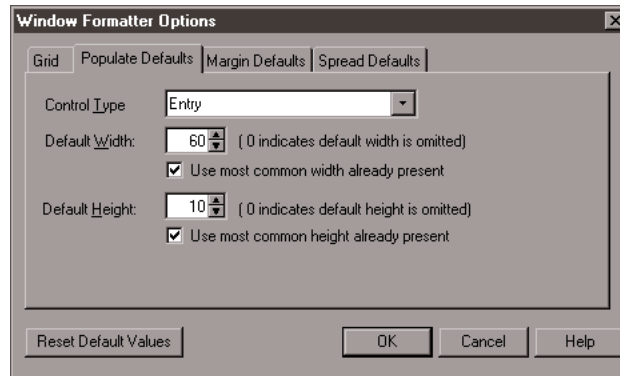 Window Formatter Options
Grid Populate Defaults Margin Defaults Spread Defaults
Control Type Entry
Default Width: 60 ( 0 indicates default width is omitted)
Use most common width already present
Default Height: 10 ( 0 indicates default height is omitted)
Use most common height already present
Reset Default Values OK Cancel Help